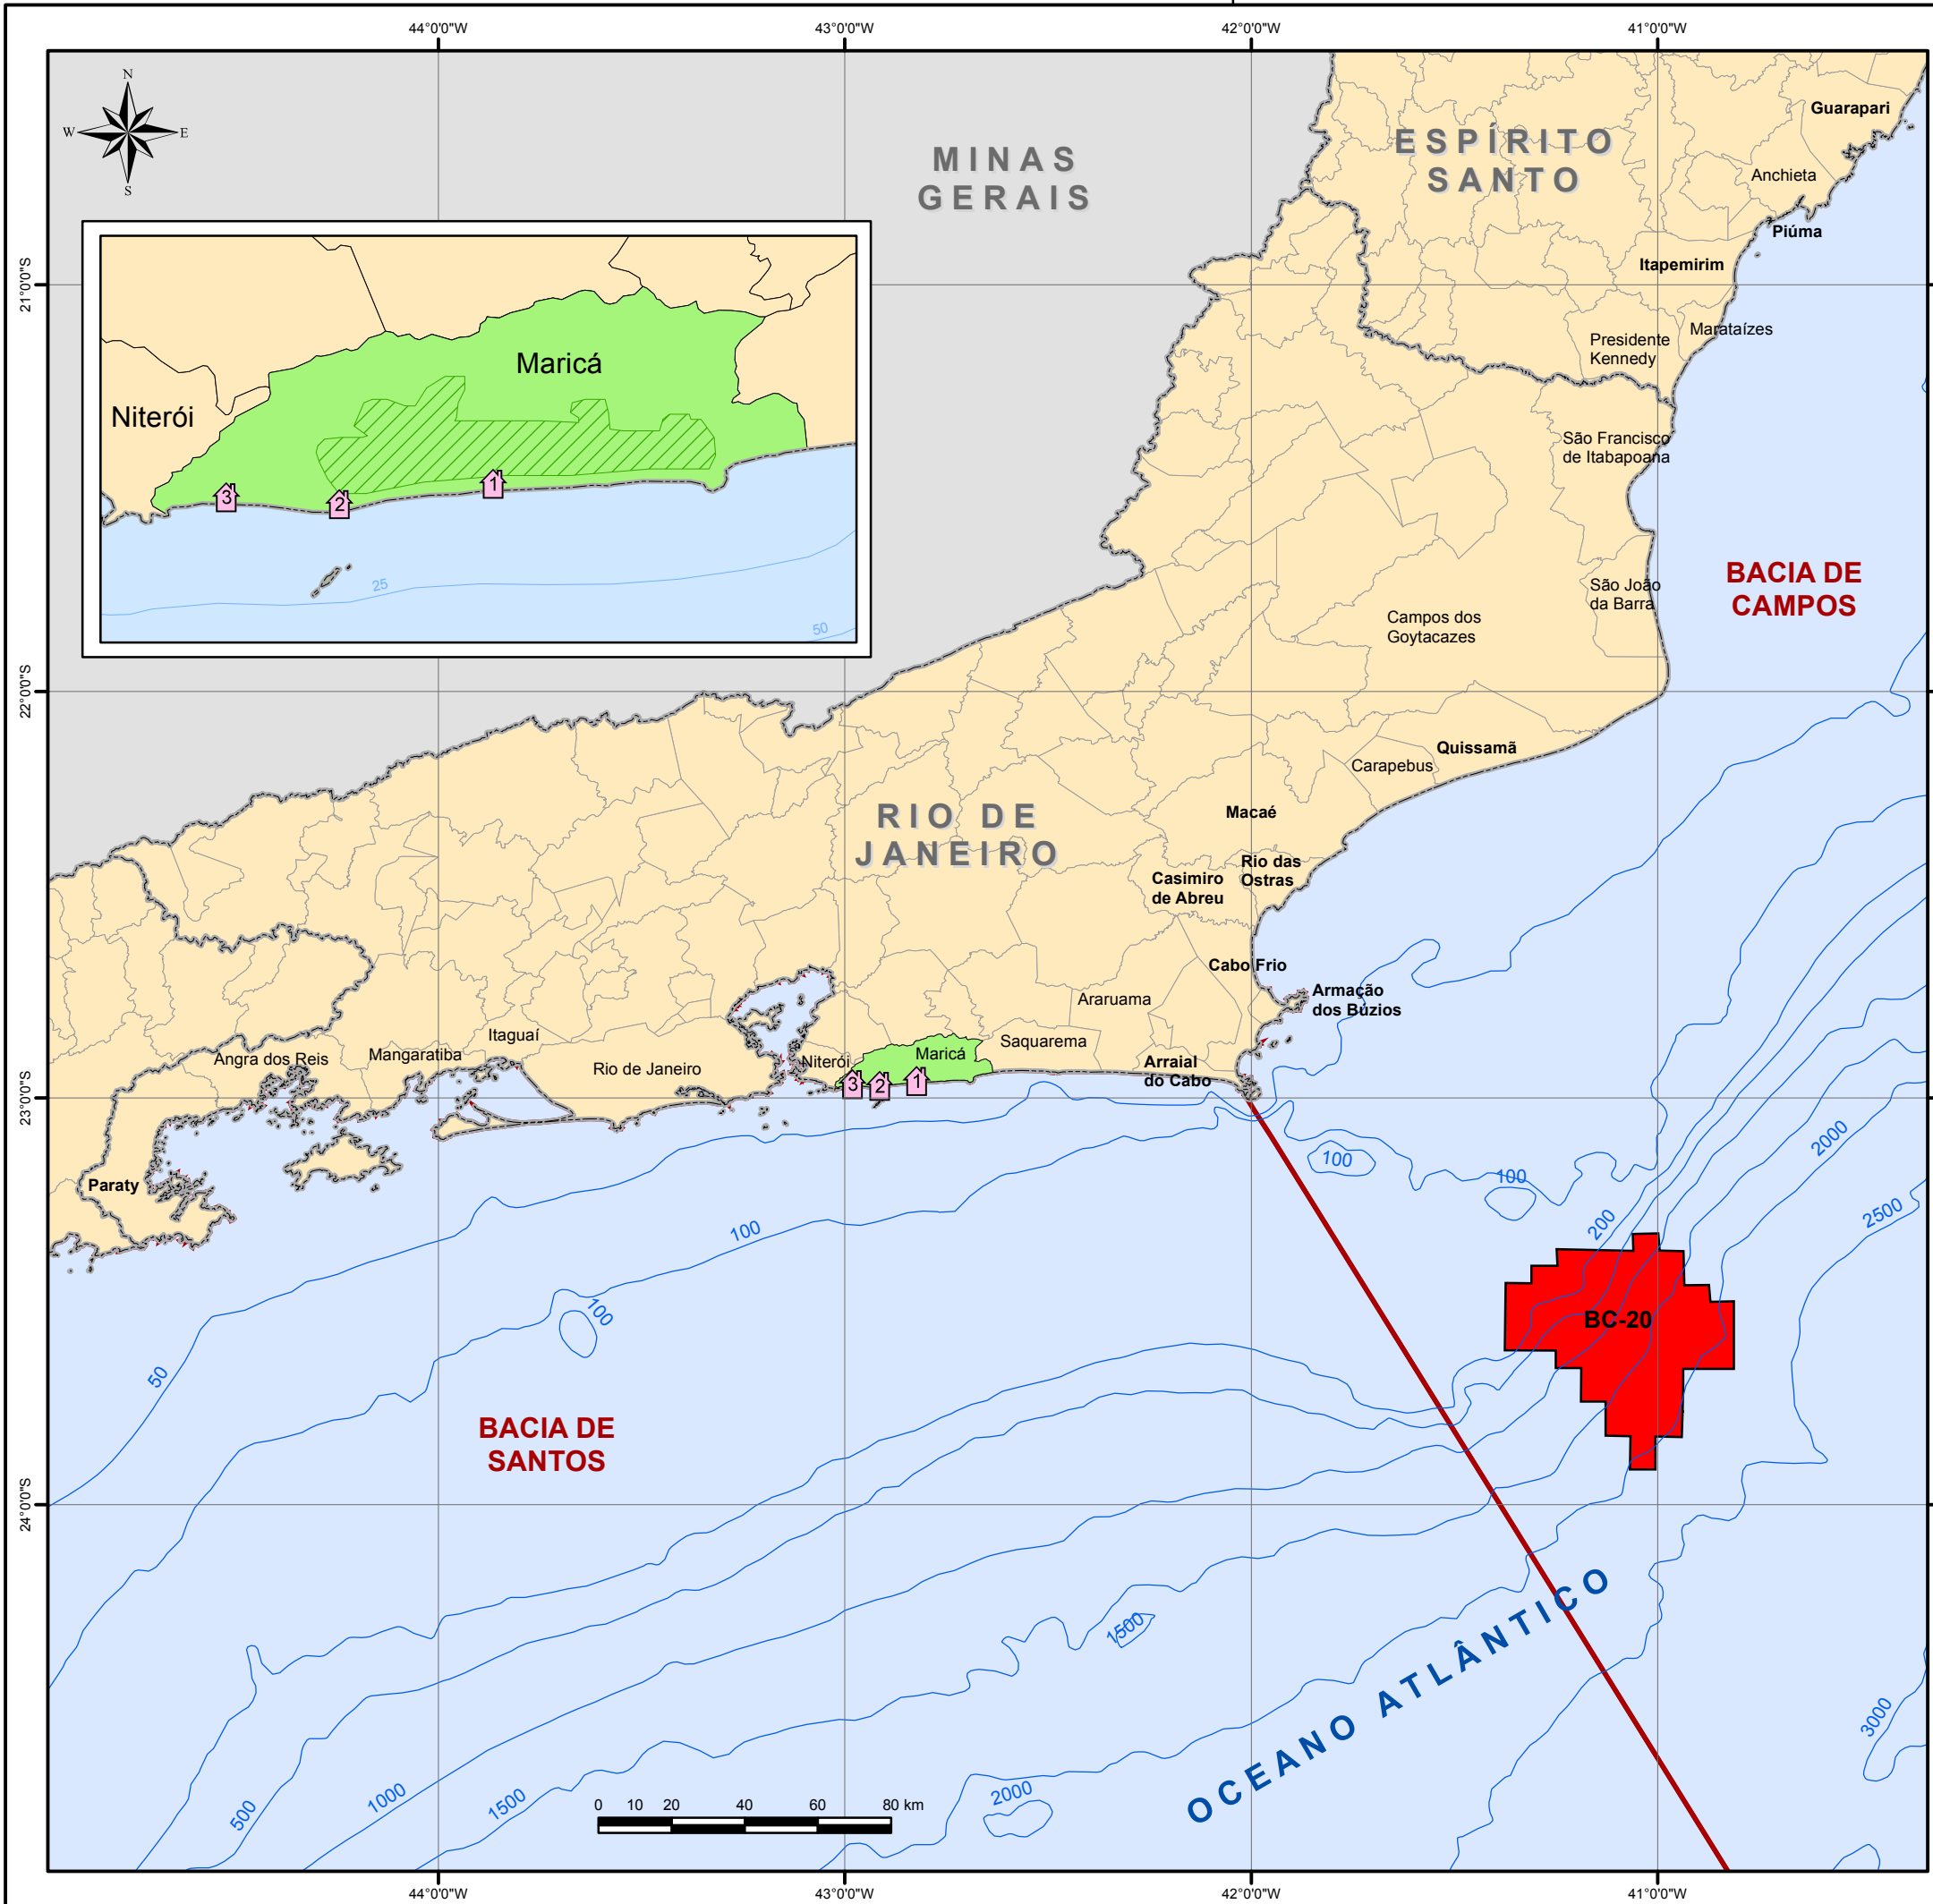 44°0'0"W
43°0'0"W
42°0'0"W
41°0'0"W
N
W
E
S
MINAS
GERAIS
ESPÍRITO
SANTO
Guarapari
Anchieta
Piúma
Itapemirim
Marataízes
Presidente
Kennedy
21°0'0"S
Maricá
Niterói
3
2
1
25
50
São Francisco
de Itabapoana
BACIA DE
CAMPOS
São João
da Barra
Campos dos
Goytacazes
22°0'0"S
Quissamã
Carapebus
Macaé
RIO DE
JANEIRO
Rio das
Ostras
Casimiro
de Abreu
Cabo Frio
Armação
dos Búzios
Araruama
Saquarema
Arraial
do Cabo
Itaguaí
Mangaratiba
Angra dos Reis
Rio de Janeiro
Niterói
Maricá
3
2
1
23°0'0"S
Paraty
100
100
2000
2500
200
100
100
50
BC-20
BACIA DE
SANTOS
24°0'0"S
OCEANO ATLÂNTICO
1500
3000
500
1000
1500
2000
0 10 20 40 60 80 km
44°0'0"W
43°0'0"W
42°0'0"W
41°0'0"W